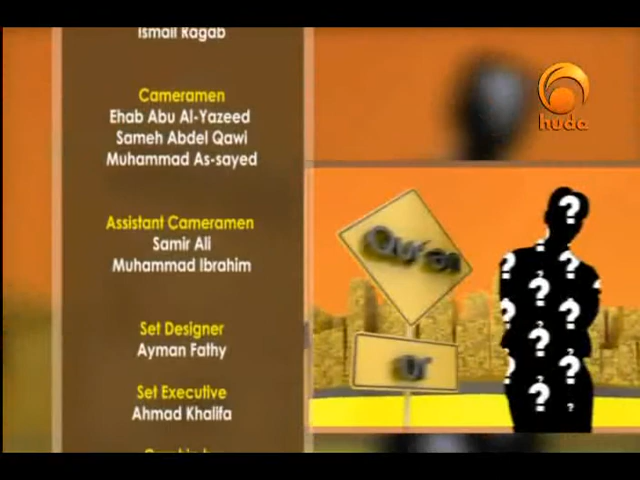 Ismail Ragab
Cameramen
Ehab Abu Al-Yazeed
Sameh Abdel Qawi
Muhammad As-sayed
Assistant Cameramen
Samir Ali
Muhammad Ibrahim
Set Designer
Ayman Fathy
Set Executive
Ahmad Khalifa
huda
Qur'an
or
? ? ? ? ? ? ? ? ? ? ? ? ?